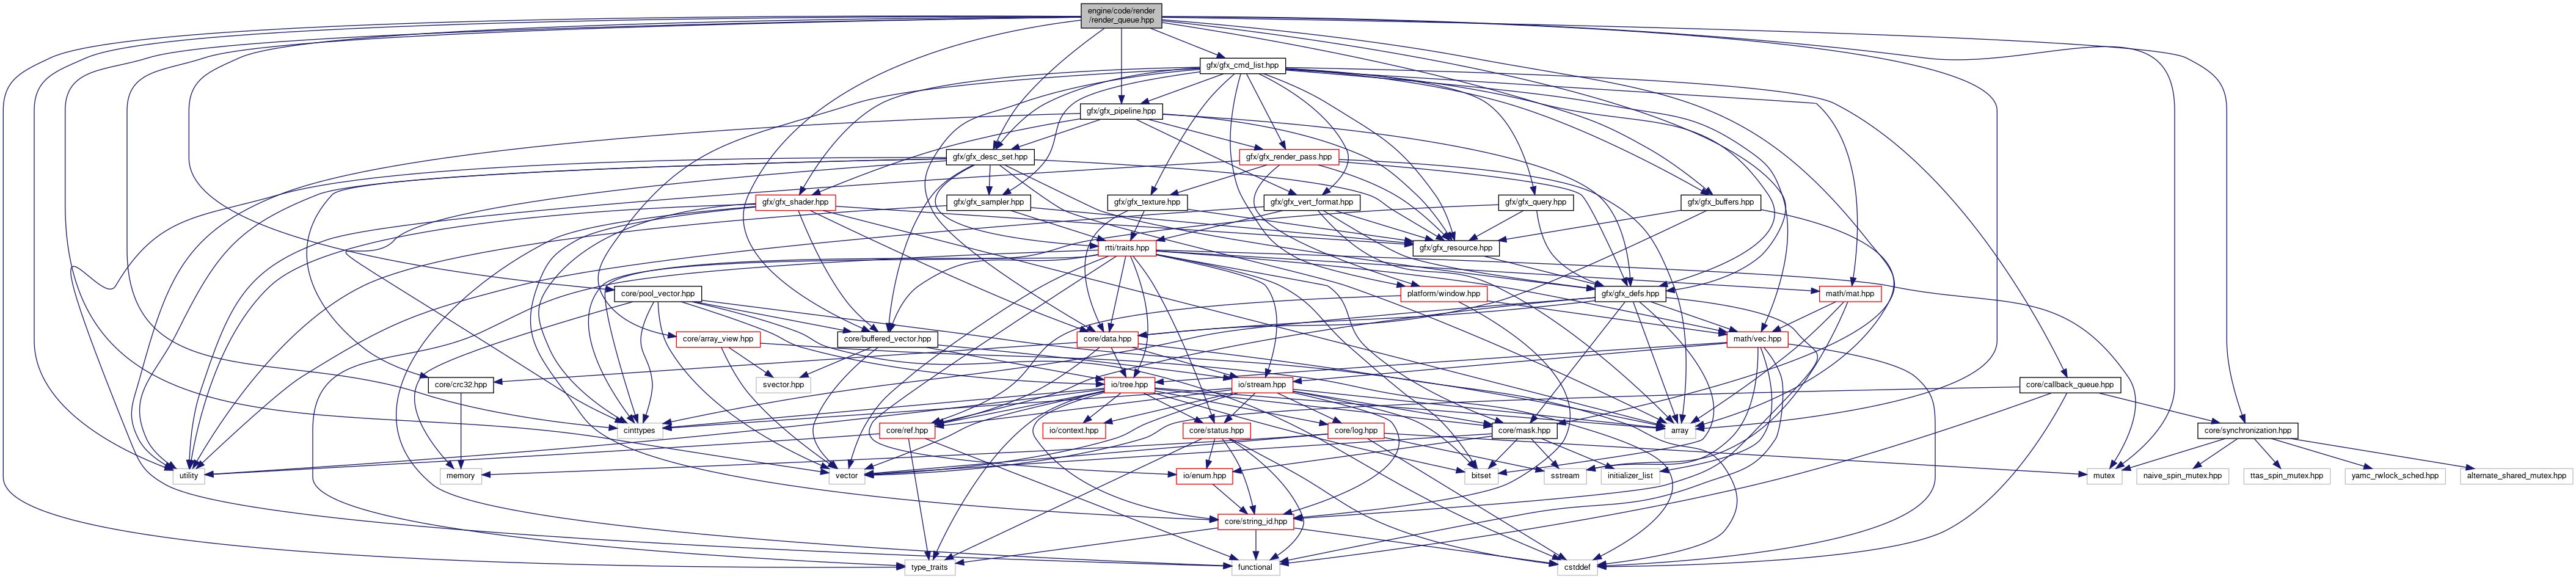 engine/code/render
/render_queue.hpp
gfx/gfx_cmd_list.hpp
gfx/gfx_pipeline.hpp
gfx/gfx_desc_set.hpp
gfx/gfx_render_pass.hpp
gfx/gfx_shader.hpp
gfx/gfx_sampler.hpp
gfx/gfx_texture.hpp
gfx/gfx_vert_format.hpp
gfx/gfx_query.hpp
gfx/gfx_buffers.hpp
rtti/traits.hpp
gfx/gfx_resource.hpp
core/pool_vector.hpp
platform/window.hpp
gfx/gfx_defs.hpp
math/mat.hpp
core/array_view.hpp
core/buffered_vector.hpp
core/data.hpp
math/vec.hpp
core/crc32.hpp
svector.hpp
io/tree.hpp
io/stream.hpp
core/callback_queue.hpp
cinttypes
core/ref.hpp
io/context.hpp
core/status.hpp
core/log.hpp
core/mask.hpp
array
core/synchronization.hpp
utility
memory
vector
io/enum.hpp
bitset
sstream
initializer_list
mutex
naive_spin_mutex.hpp
ttas_spin_mutex.hpp
yamc_rwlock_sched.hpp
alternate_shared_mutex.hpp
core/string_id.hpp
type_traits
functional
cstddef